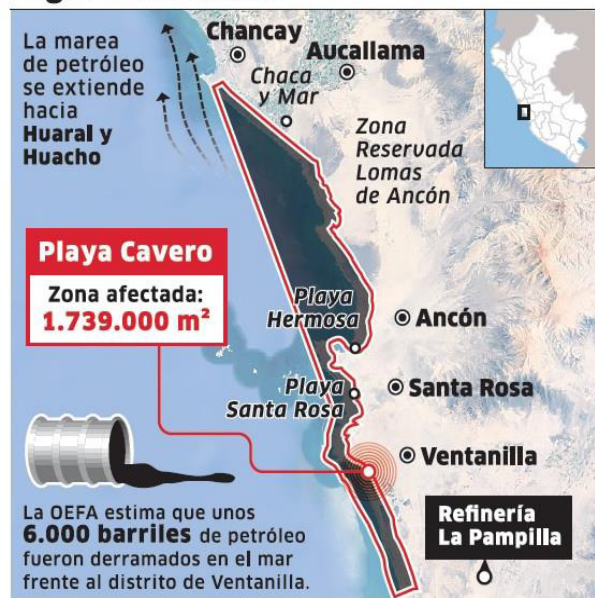 La marea
de petróleo
se extiende
hacia
Huaral y
Huacho
Chancay
Aucallama
Chaca
y Mar
Zona
Reservada
Lomas
de Ancón
Playa Cavero
Zona afectada:
1.739.000 m²
Playa
Hermosa
Ancón
Playa
Santa Rosa
Santa Rosa
Ventanilla
La OEFA estima que unos
6.000 barriles de petróleo
fueron derramados en el mar
frente al distrito de Ventanilla.
Refinería
La Pampilla